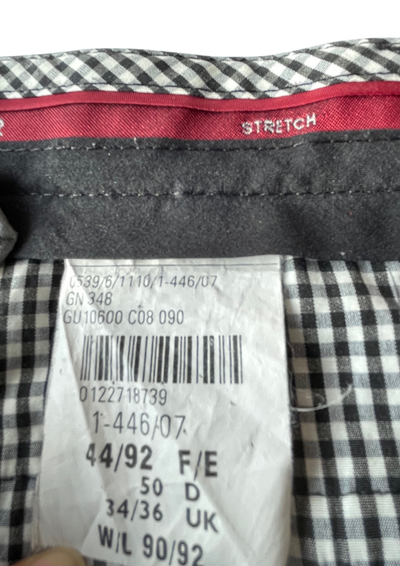 STRETCH
0539/6/1110/1-446/07
GN 348
GU10600 C08 090
0122718739
1-446/07
44/92 F/E
50 D
34/36 UK
W/L 90/92